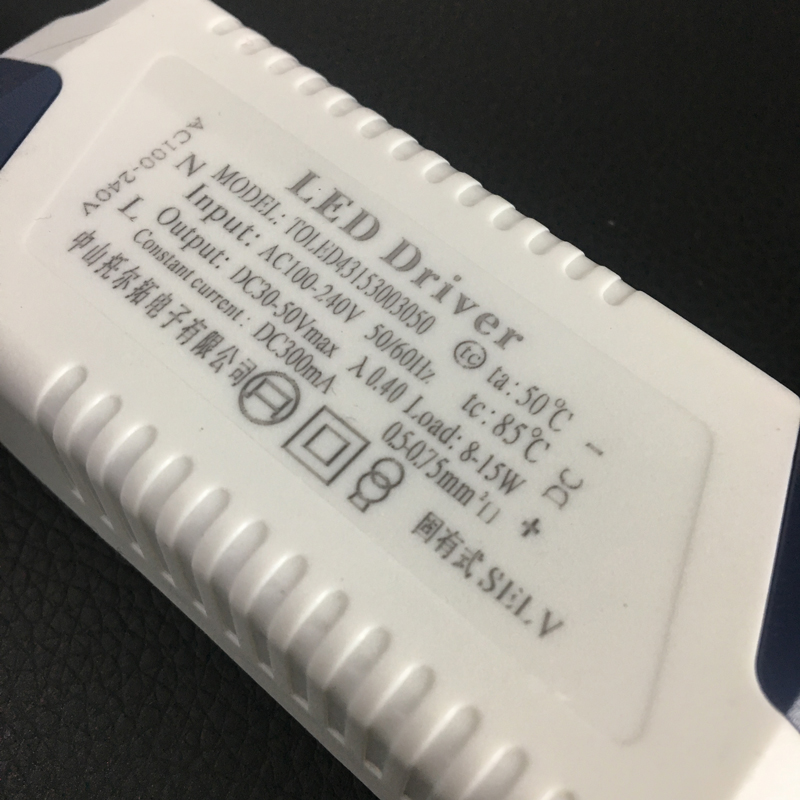 LED Driver
MODEL: TOLED43153003050
ta: 50℃
Input: AC100-240V 50/60Hz
tc: 85℃
Output: DC30-50Vmax λ0.40 Load: 8-15W
Constant current: DC300mA
0.5-0.75mm²
中山托尔拓电子有限公司
固有式 SELV
AC100-240V
N
L
DC
－
+
tc